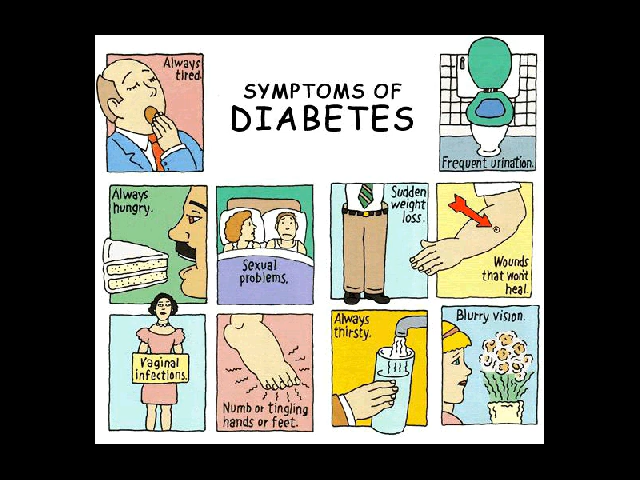 Always
tired.
SYMPTOMS OF
DIABETES
Frequent urination.
Always
hungry.
Sexual
problems.
Sudden
weight
loss.
Wounds
that won't
heal.
Vaginal
infections.
Numb or tingling
hands or feet.
Always
thirsty.
Blurry vision.